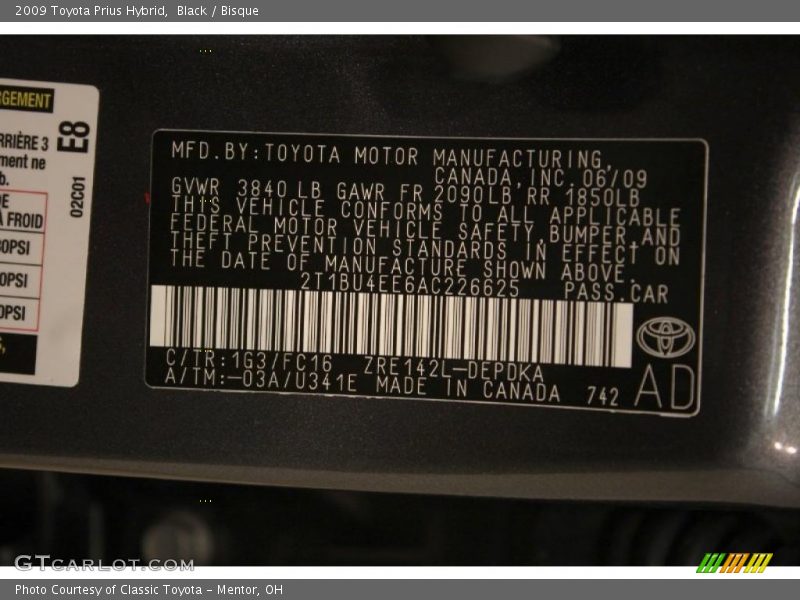 2009 Toyota Prius Hybrid, Black / Bisque
RGEMENT
E8
RRIÈRE 3
ment ne
b.
02C01
DE
À FROID
0PSI
0PSI
MFD.BY:TOYOTA MOTOR MANUFACTURING,
CANADA,INC.06/09
GVWR 3840 LB GAWR FR 2090LB RR 1850LB
THIS VEHICLE CONFORMS TO ALL APPLICABLE
FEDERAL MOTOR VEHICLE SAFETY,BUMPER,AND
THEFT PREVENTION STANDARDS IN EFFECT ON
THE DATE OF MANUFACTURE SHOWN ABOVE.
2T1BU4EE6AC226625 PASS.CAR
C/TR:1G3/FC16 ZRE142L-DEPDKA
A/TM:-03A/U341E MADE IN CANADA 742 AD
GTCARLOT.COM
Photo Courtesy of Classic Toyota - Mentor, OH